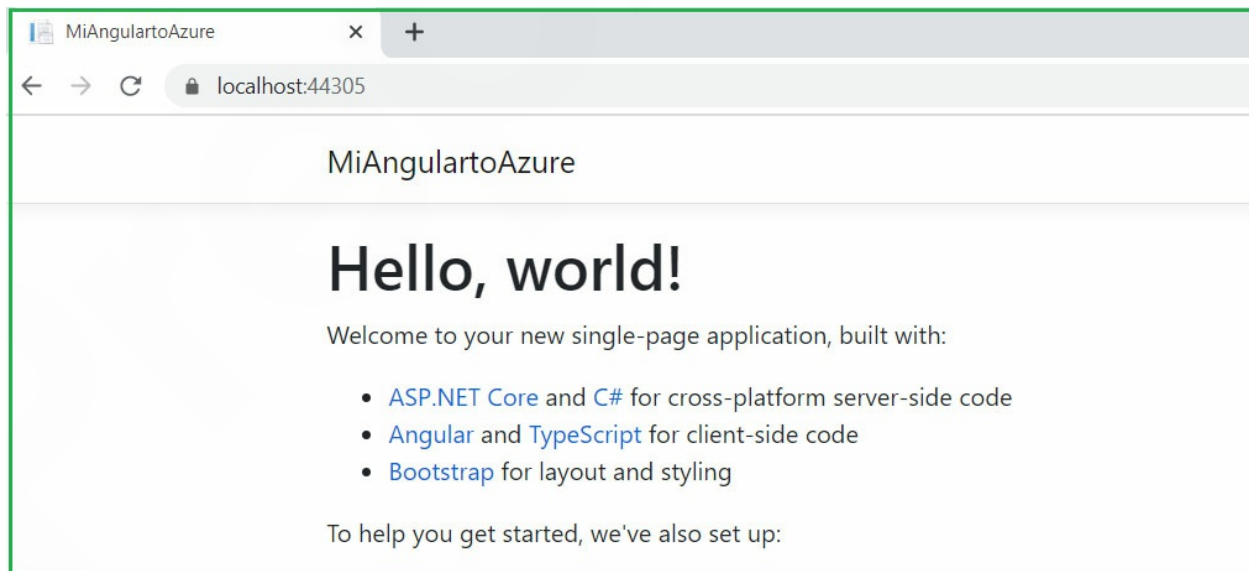 MiAngulartoAzure
localhost:44305
MiAngulartoAzure
Hello, world!
Welcome to your new single-page application, built with:
ASP.NET Core and C# for cross-platform server-side code
Angular and TypeScript for client-side code
Bootstrap for layout and styling
To help you get started, we've also set up: